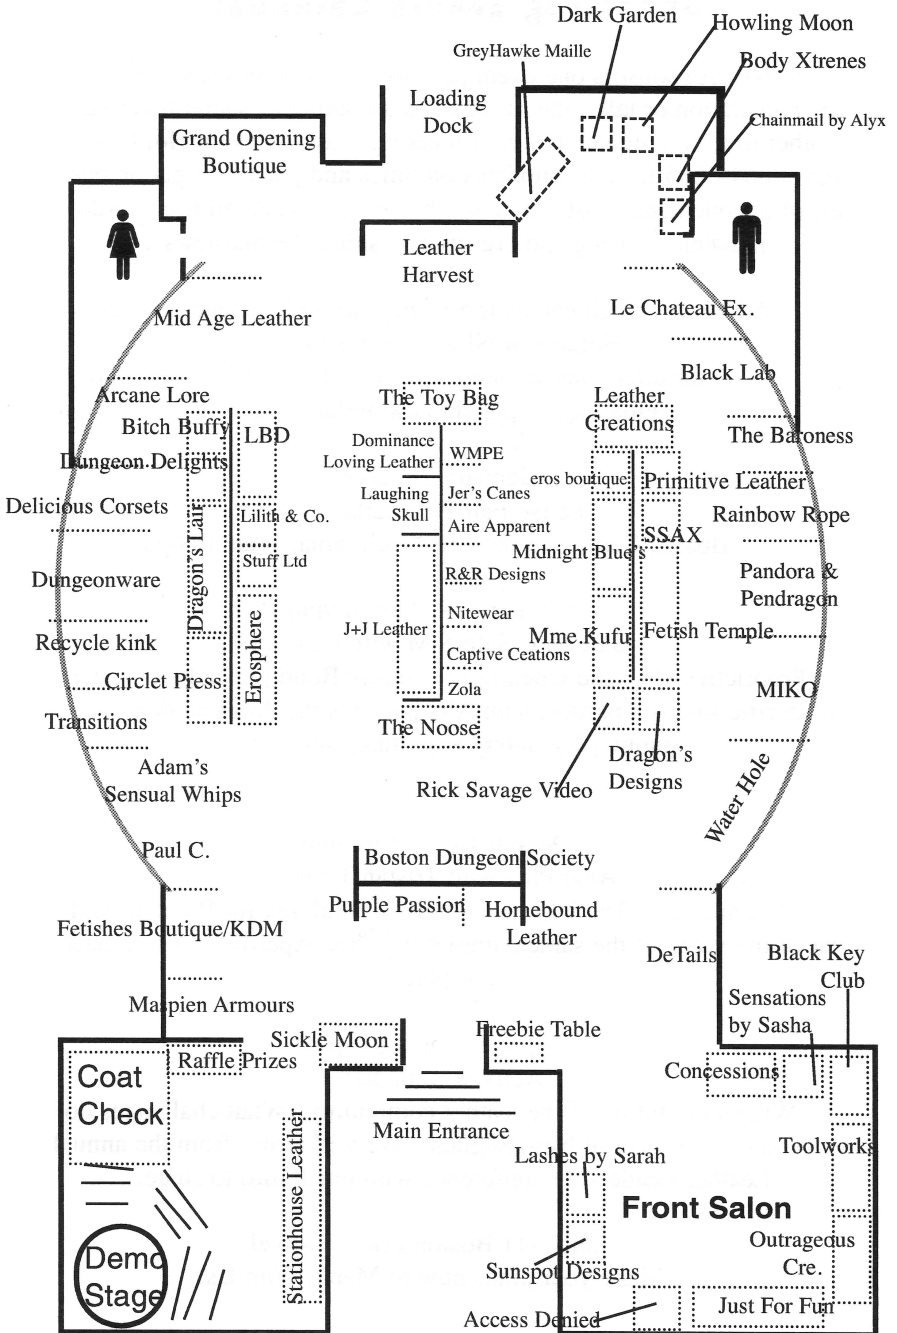 Dark Garden
Howling Moon
GreyHawke Maille
Body Xtrenes
Loading
Dock
Chainmail by Alyx
Grand Opening
Boutique
Leather
Harvest
Mid Age Leather
Le Chateau Ex.
Black Lab
Arcane Lore
The Toy Bag
Leather
Creations
Bitch Buffy
LBD
The Baroness
Dominance
Loving Leather
WMPE
Dungeon Delights
eros boutique
Primitive Leather
Delicious Corsets
Laughing
Skull
Jer's Canes
Rainbow Rope
Lilith & Co.
Aire Apparent
SSAX
Midnight Blue's
Dragon's Lair
Stuff Ltd
R&R Designs
Pandora &
Pendragon
Dungeonware
Nitewear
J+J Leather
Mme.Kufu
Fetish Temple
Recycle kink
Erosphere
Captive Ceations
Circlet Press
Zola
MIKO
Transitions
The Noose
Adam's
Sensual Whips
Rick Savage Video
Dragon's
Designs
Water Hole
Paul C.
Boston Dungeon Society
Purple Passion
Homebound
Leather
Fetishes Boutique/KDM
DeTails
Black Key
Club
Maspien Armours
Sensations
by Sasha
Sickle Moon
Freebie Table
Raffle Prizes
Coat
Check
Concessions
Main Entrance
Stationhouse Leather
Lashes by Sarah
Toolworks
Front Salon
Demo
Stage
Outrageous
Cre.
Sunspot Designs
Access Denied
Just For Fun